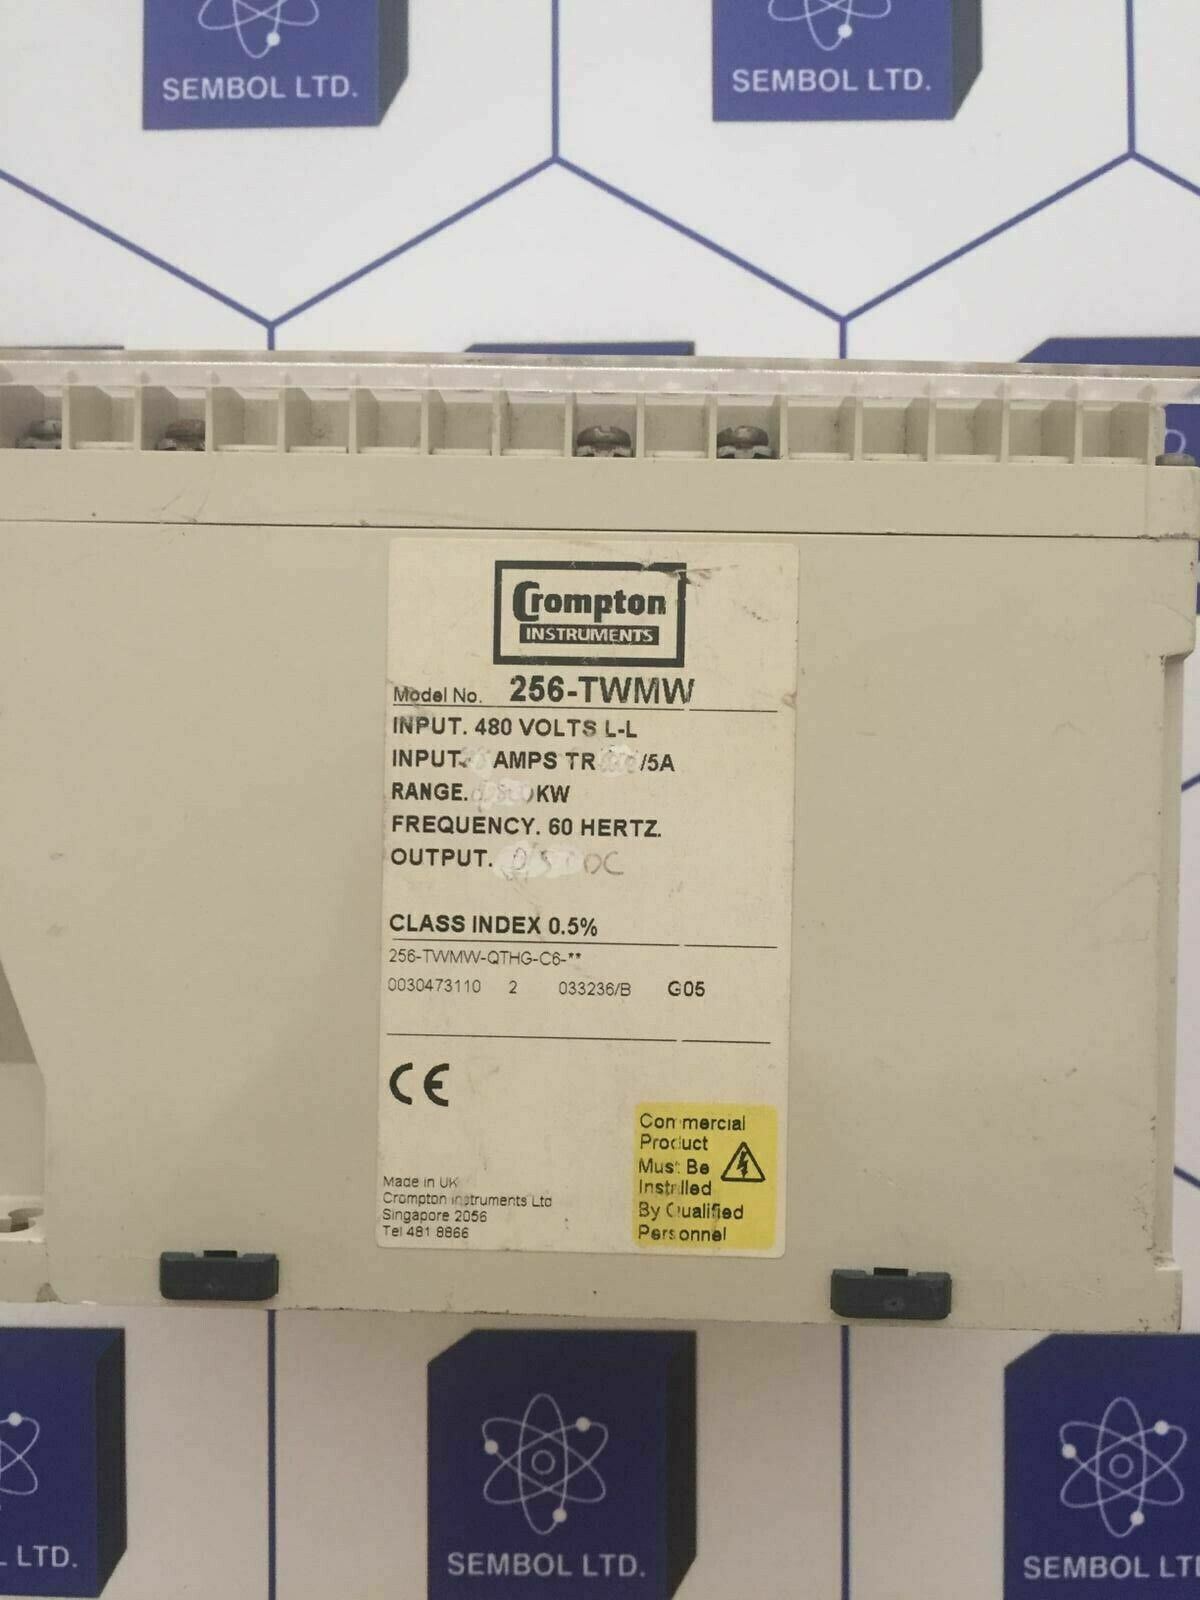 SEMBOL LTD.
SEMBOL LTD.
Crompton
INSTRUMENTS
Model No. 256-TWMW
INPUT. 480 VOLTS L-L
INPUT. AMPS TR /5A
RANGE. KW
FREQUENCY. 60 HERTZ.
OUTPUT. DC
CLASS INDEX 0.5%
256-TWMW-QTHG-C6-**
0030473110 2 033236/B G05
CE
Commercial
Product
Must Be
Installed
By Qualified
Personnel
Made in UK
Crompton Instruments Ltd
Singapore 2056
Tel 481 8866
L LTD.
SEMBOL LTD.
SEMBOL LT